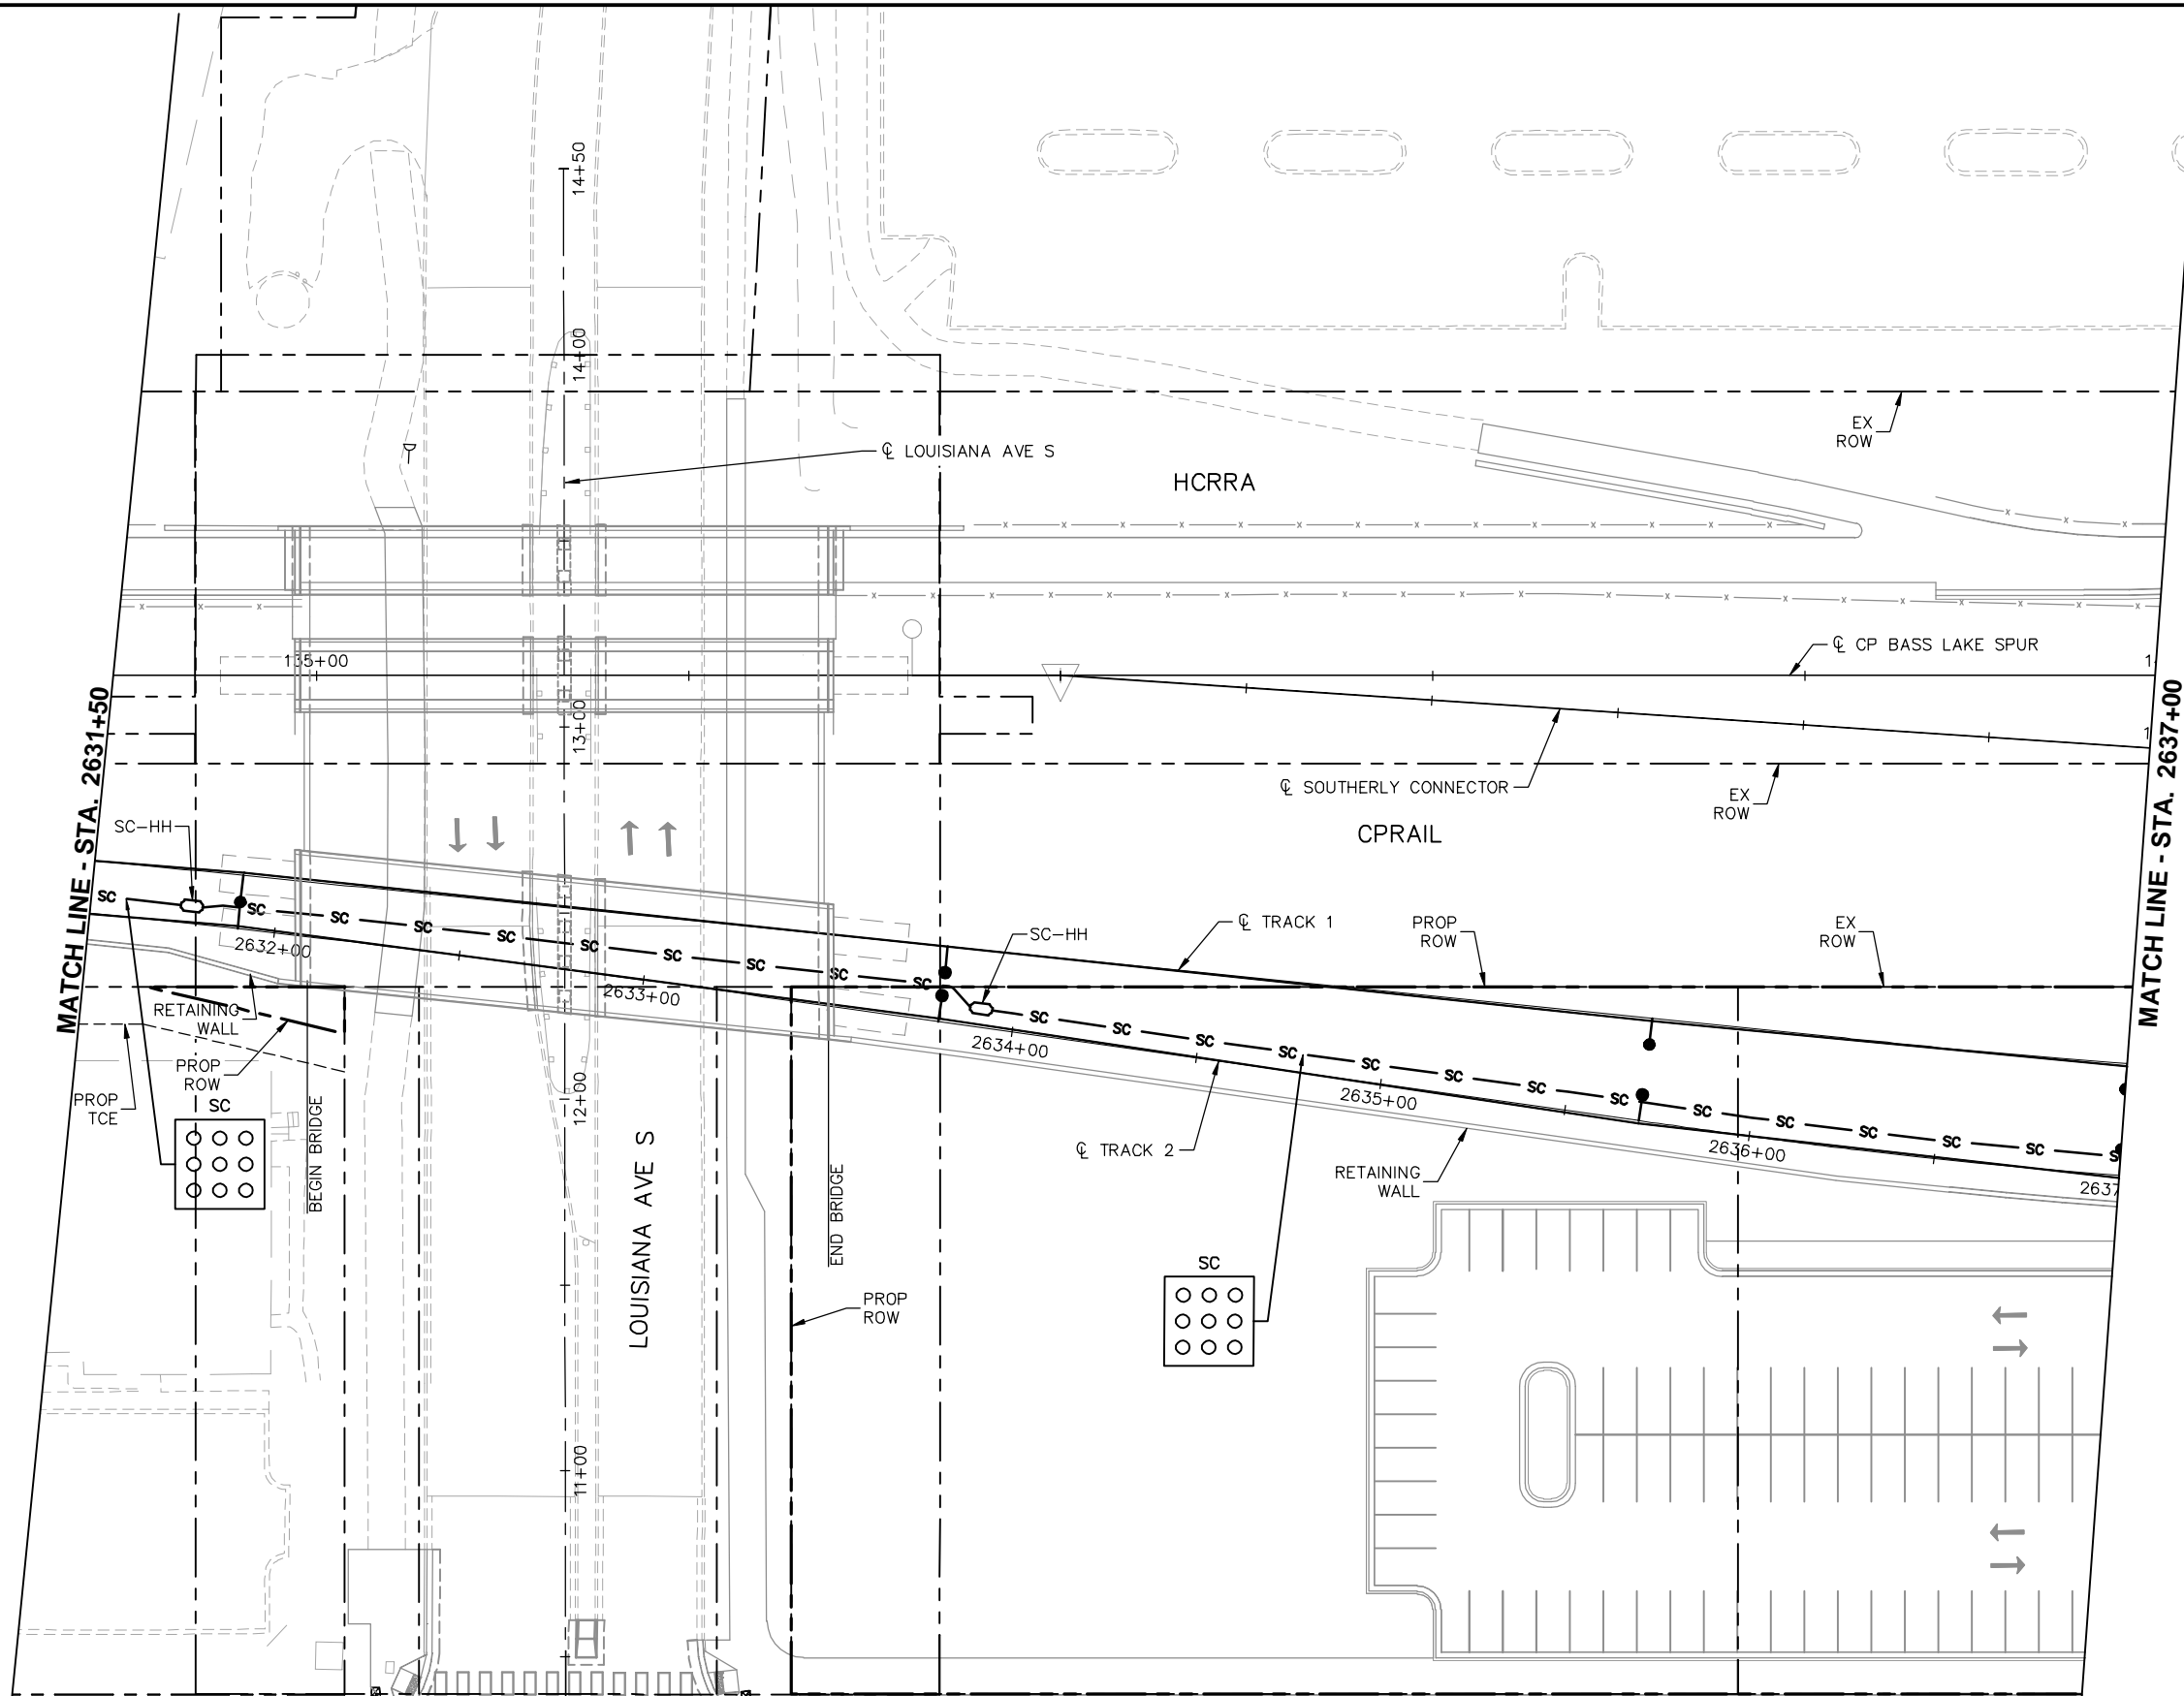 14+50
14+00
℄ LOUISIANA AVE S
EX
ROW
HCRRA
℄ CP BASS LAKE SPUR
135+00
13+00
℄ SOUTHERLY CONNECTOR
EX
ROW
CPRAIL
MATCH LINE - STA. 2631+50
MATCH LINE - STA. 2637+00
SC-HH
SC
SC
SC
SC
SC
SC
SC
SC
SC
SC
℄ TRACK 1
PROP
ROW
EX
ROW
SC-HH
2632+00
2633+00
2634+00
2635+00
2636+00
2637
SC
SC
SC
SC
SC
SC
SC
SC
SC
SC
SC
SC
SC
RETAINING
WALL
PROP
ROW
PROP
TCE
SC
BEGIN BRIDGE
12+00
LOUISIANA AVE S
END BRIDGE
℄ TRACK 2
RETAINING
WALL
SC
PROP
ROW
11+00